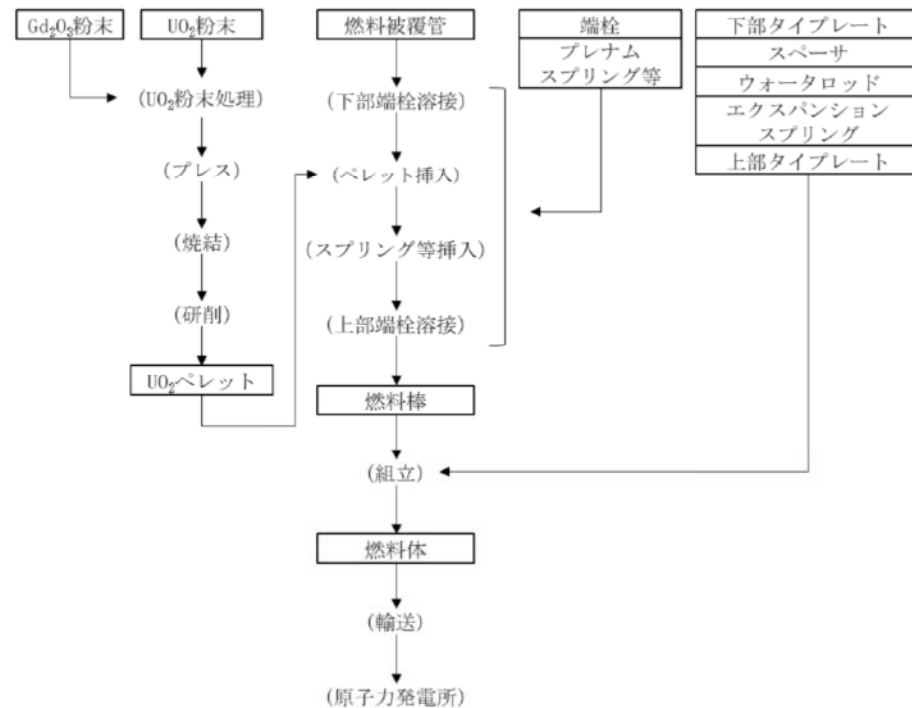 Gd₂O₃粉末
UO₂粉末
(UO₂粉末処理)
(プレス)
(焼結)
(研削)
UO₂ペレット
燃料被覆管
(下部端栓溶接)
(ペレット挿入)
(スプリング等挿入)
(上部端栓溶接)
燃料棒
(組立)
燃料体
(輸送)
(原子力発電所)
端栓
プレナム
スプリング等
下部タイプレート
スペーサ
ウォータロッド
エクスパンション
スプリング
上部タイプレート